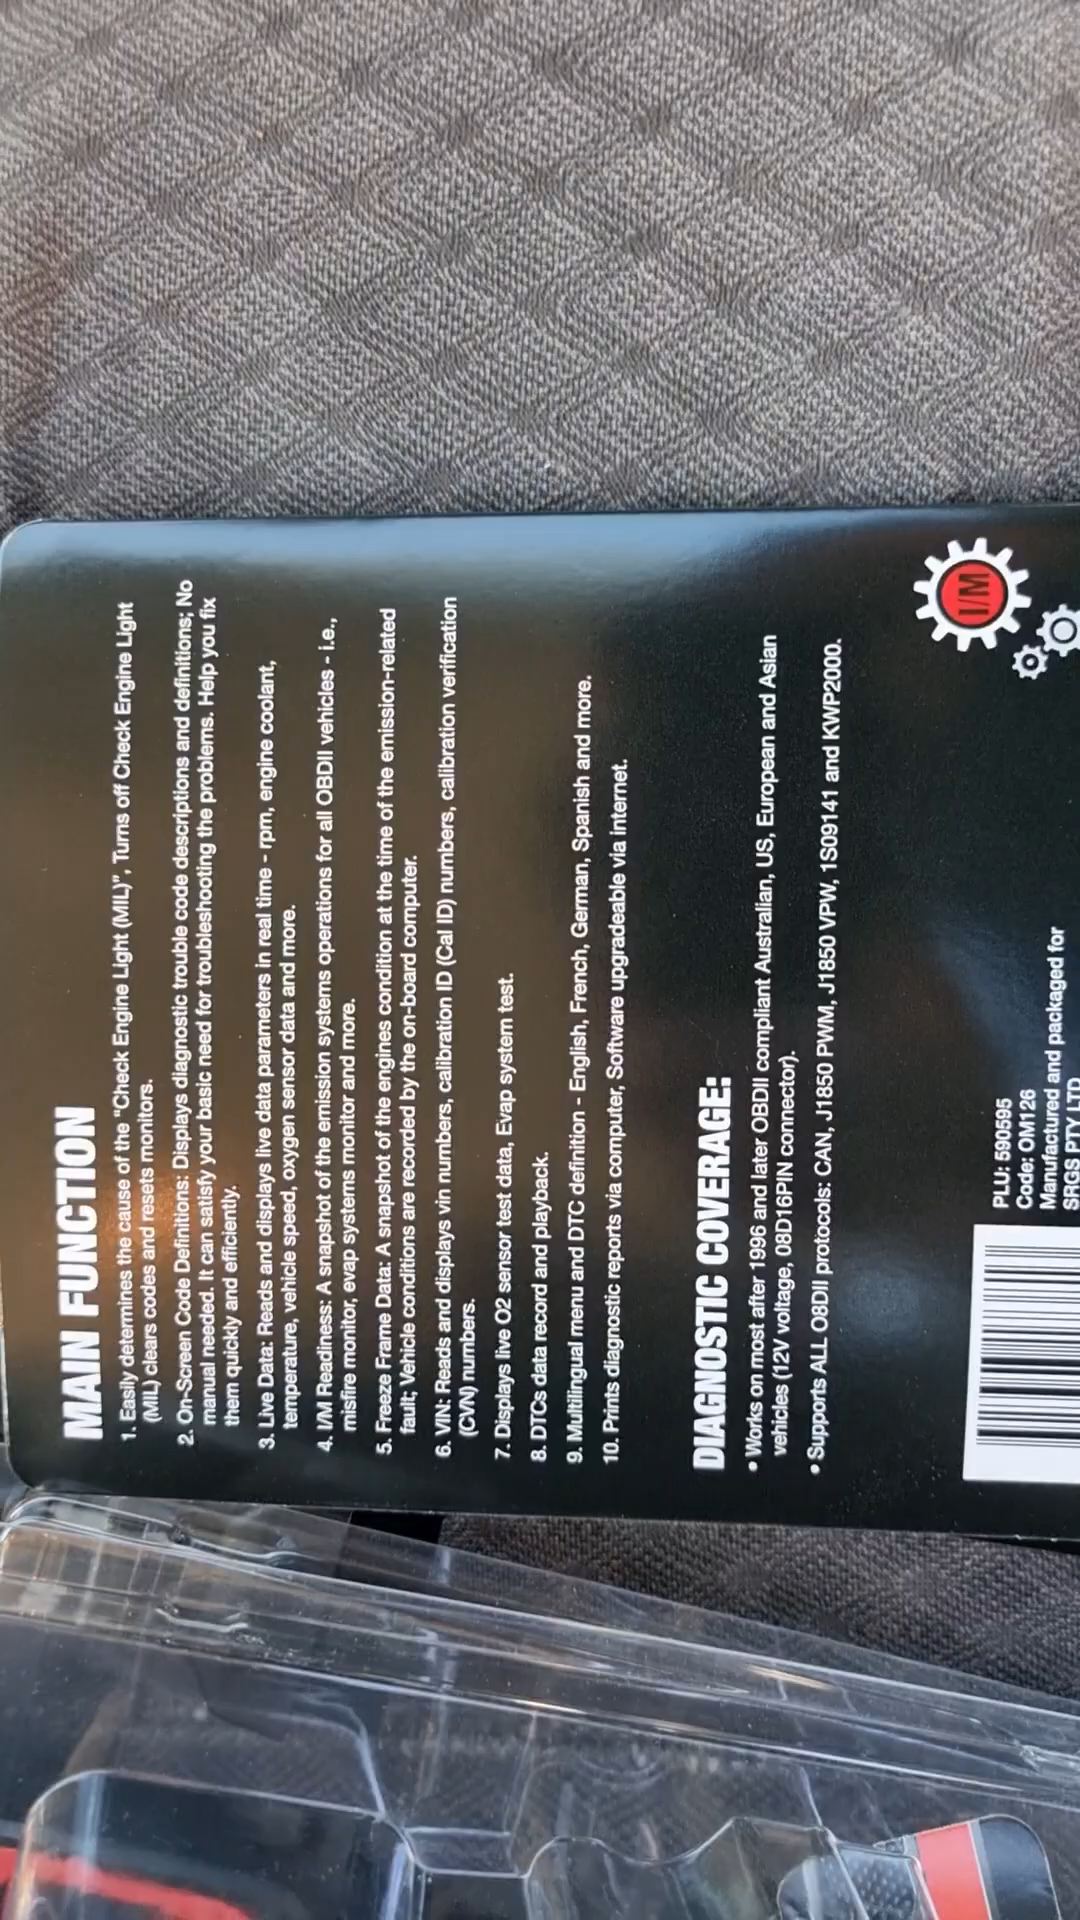 MAIN FUNCTION
1. Easily determines the cause of the "Check Engine Light (MIL)", Turns off Check Engine Light
(MIL) clears codes and resets monitors.
2. On-Screen Code Definitions: Displays diagnostic trouble code descriptions and definitions; No
manual needed. It can satisfy your basic need for troubleshooting the problems. Help you fix
them quickly and efficiently.
3. Live Data: Reads and displays live data parameters in real time - rpm, engine coolant,
temperature, vehicle speed, oxygen sensor data and more.
4. I/M Readiness: A snapshot of the emission systems operations for all OBDII vehicles - i.e.,
misfire monitor, evap systems monitor and more.
5. Freeze Frame Data: A snapshot of the engines condition at the time of the emission-related
fault; Vehicle conditions are recorded by the on-board computer.
6. VIN: Reads and displays vin numbers, calibration ID (Cal ID) numbers, calibration verification
(CVN) numbers.
7. Displays live O2 sensor test data, Evap system test.
8. DTCs data record and playback.
9. Multilingual menu and DTC definition - English, French, German, Spanish and more.
10. Prints diagnostic reports via computer, Software upgradeable via internet.
DIAGNOSTIC COVERAGE:
• Works on most after 1996 and later OBDII compliant Australian, US, European and Asian
vehicles (12V voltage, 08D16PIN connector).
• Supports ALL O8DII protocols: CAN, J1850 PWM, J1850 VPW, 1S09141 and KWP2000.
I/M
PLU: 590595
Code: OM126
Manufactured and packaged for
SRGS PTY LTD